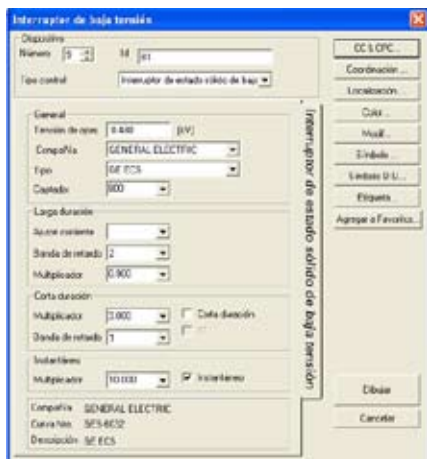 Interruptor de baja tensión
Dispositivo
Número 5 Id
Tipo control Interruptor de estado sólido de baja
General
Tensión de oper. 0.480 [kV]
Compañía GENERAL ELECTRIC
Tipo GE ECS
Captador 800
Larga duración
Ajuste corriente
Banda de retardo 2
Multiplicador 0.900
Corta duración
Multiplicador 3.000 Corta duración
Banda de retardo 1
Instantáneo
Multiplicador 10.000 Instantáneo
Compañía GENERAL ELECTRIC
Curva Nro. GES-6032
Descripción GE ECS
Interruptor de estado sólido de baja tensión
Coordinación ...
Localización
Color ...
Modif...
Símbolo ...
Etiqueta ...
Agregar a Favoritos...
Dibujar
Cancelar